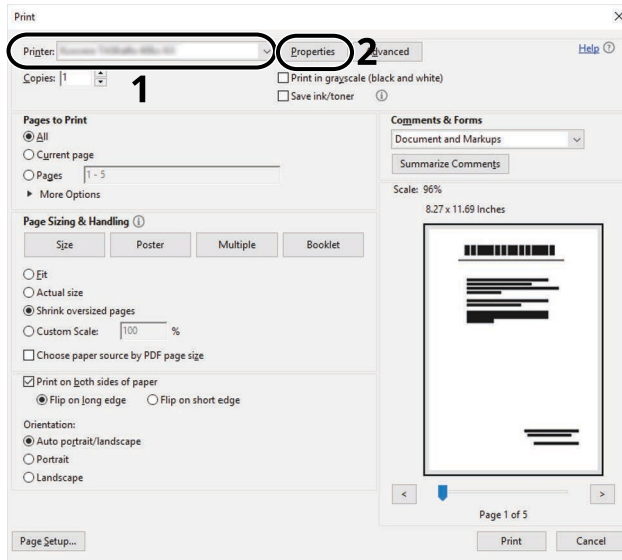 Print
Printer:
Properties
2
Advanced
Help
Copies: 1
1
Print in grayscale (black and white)
Save ink/toner
Pages to Print
All
Current page
Pages 1 - 5
More Options
Page Sizing & Handling
Size Poster Multiple Booklet
Fit
Actual size
Shrink oversized pages
Custom Scale: 100 %
Choose paper source by PDF page size
Print on both sides of paper
Flip on long edge Flip on short edge
Orientation:
Auto portrait/landscape
Portrait
Landscape
Comments & Forms
Document and Markups
Summarize Comments
Scale: 96%
8.27 x 11.69 Inches
< >
Page 1 of 5
Page Setup...
Print Cancel